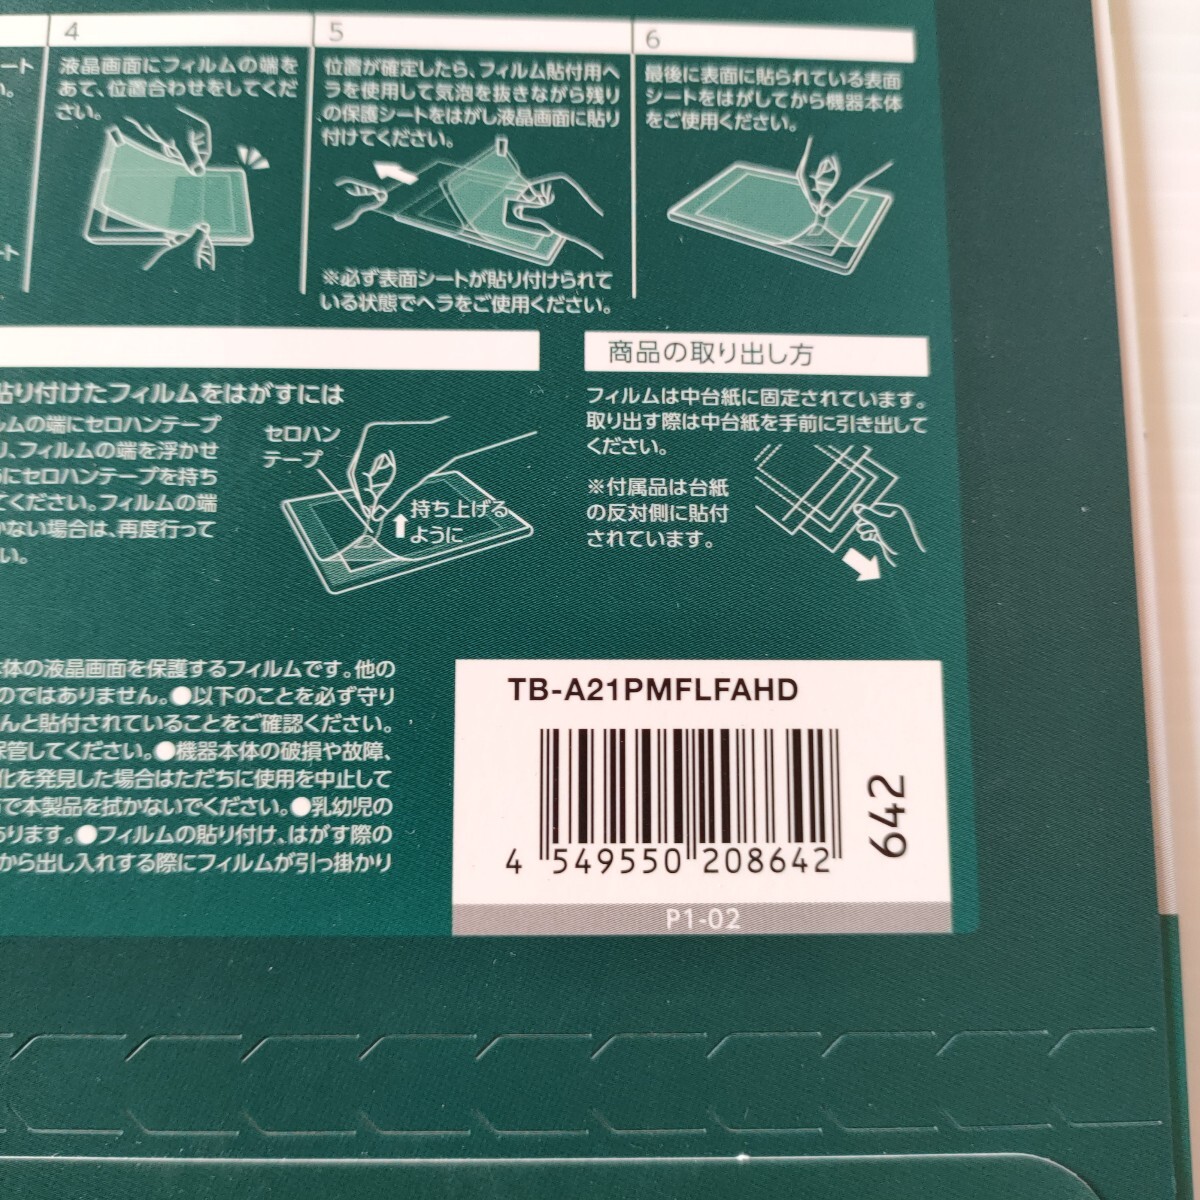 4
液晶画面にフィルムの端を
あて、位置合わせをしてくだ
さい。
5
位置が確定したら、フィルム貼付用ヘ
ラを使用して気泡を抜きながら残り
の保護シートをはがし液晶画面に貼り
付けてください。
※必ず表面シートが貼り付けられて
いる状態でヘラをご使用ください。
6
最後に表面に貼られている表面
シートをはがしてから機器本体
をご使用ください。
ート
い。
ート
貼り付けたフィルムをはがすには
ルムの端にセロハンテープ
り、フィルムの端を浮かせ
うにセロハンテープを持ち
てください。フィルムの端
かない場合は、再度行って
い。
セロハン
テープ
持ち上げる
ように
商品の取り出し方
フィルムは中台紙に固定されています。
取り出す際は中台紙を手前に引き出して
ください。
※付属品は台紙
の反対側に貼付
されています。
体の液晶画面を保護するフィルムです。他の
のではありません。●以下のことを必ず守り
んと貼付されていることをご確認ください。
保管してください。●機器本体の破損や故障、
化を発見した場合はただちに使用を中止して
で本製品を拭かないでください。●乳幼児の
あります。●フィルムの貼り付け、はがす際の
から出し入れする際にフィルムが引っ掛かり
TB-A21PMFLFAHD
4 549550 208642
642
P1-02